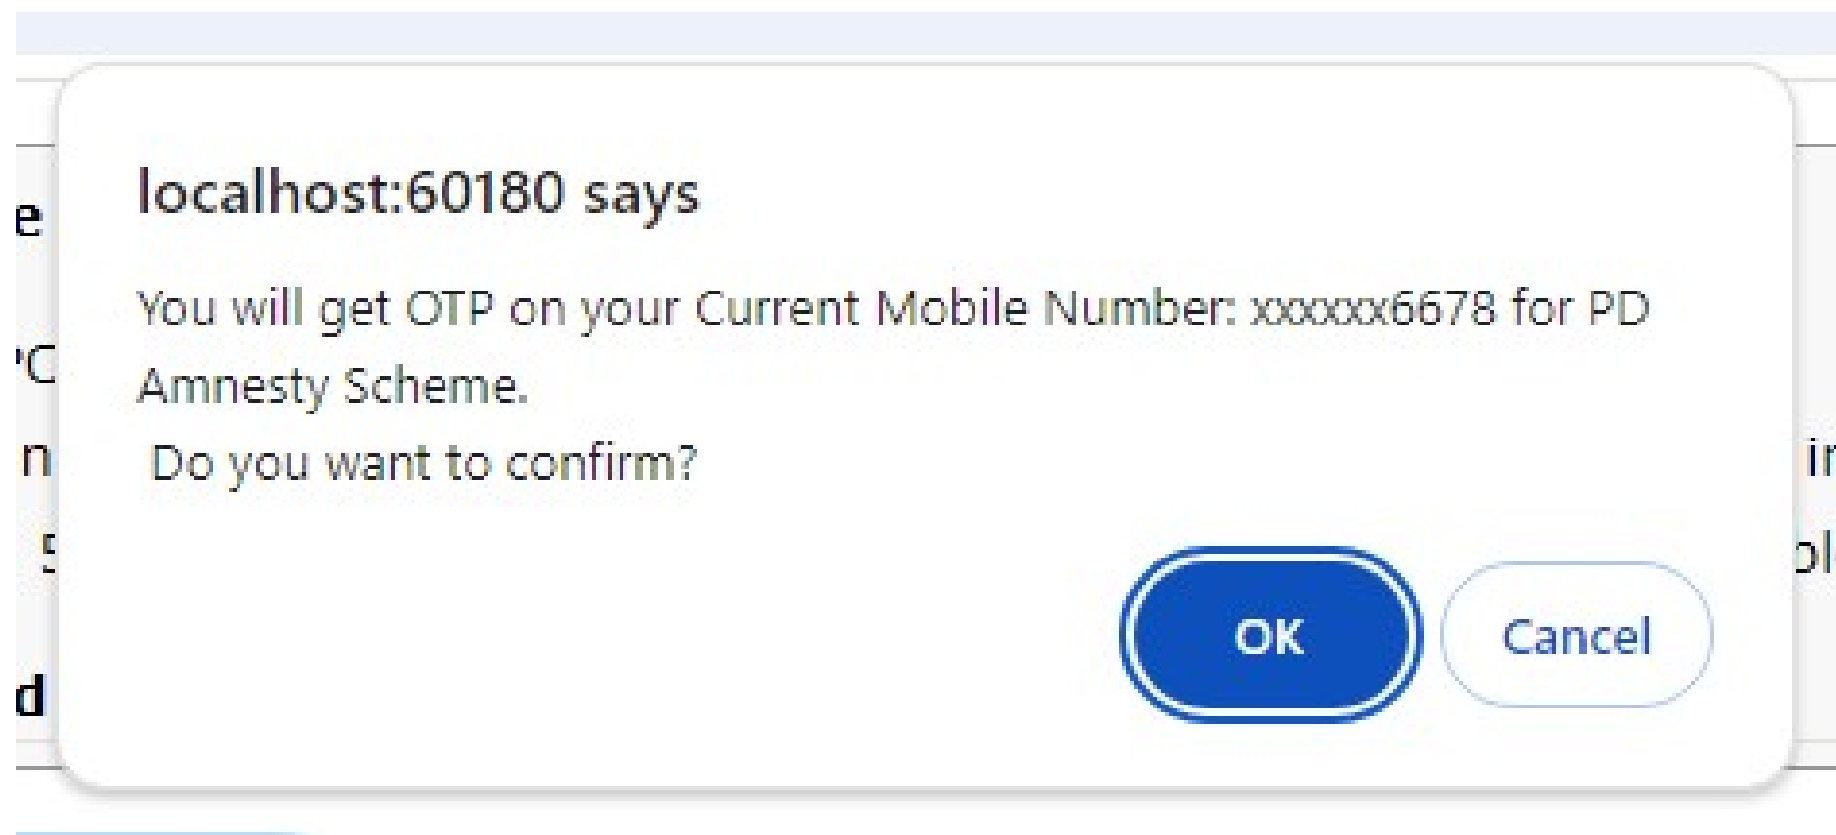 localhost:60180 says
You will get OTP on your Current Mobile Number: xxxxxx6678 for PD
Amnesty Scheme.
Do you want to confirm?
OK Cancel